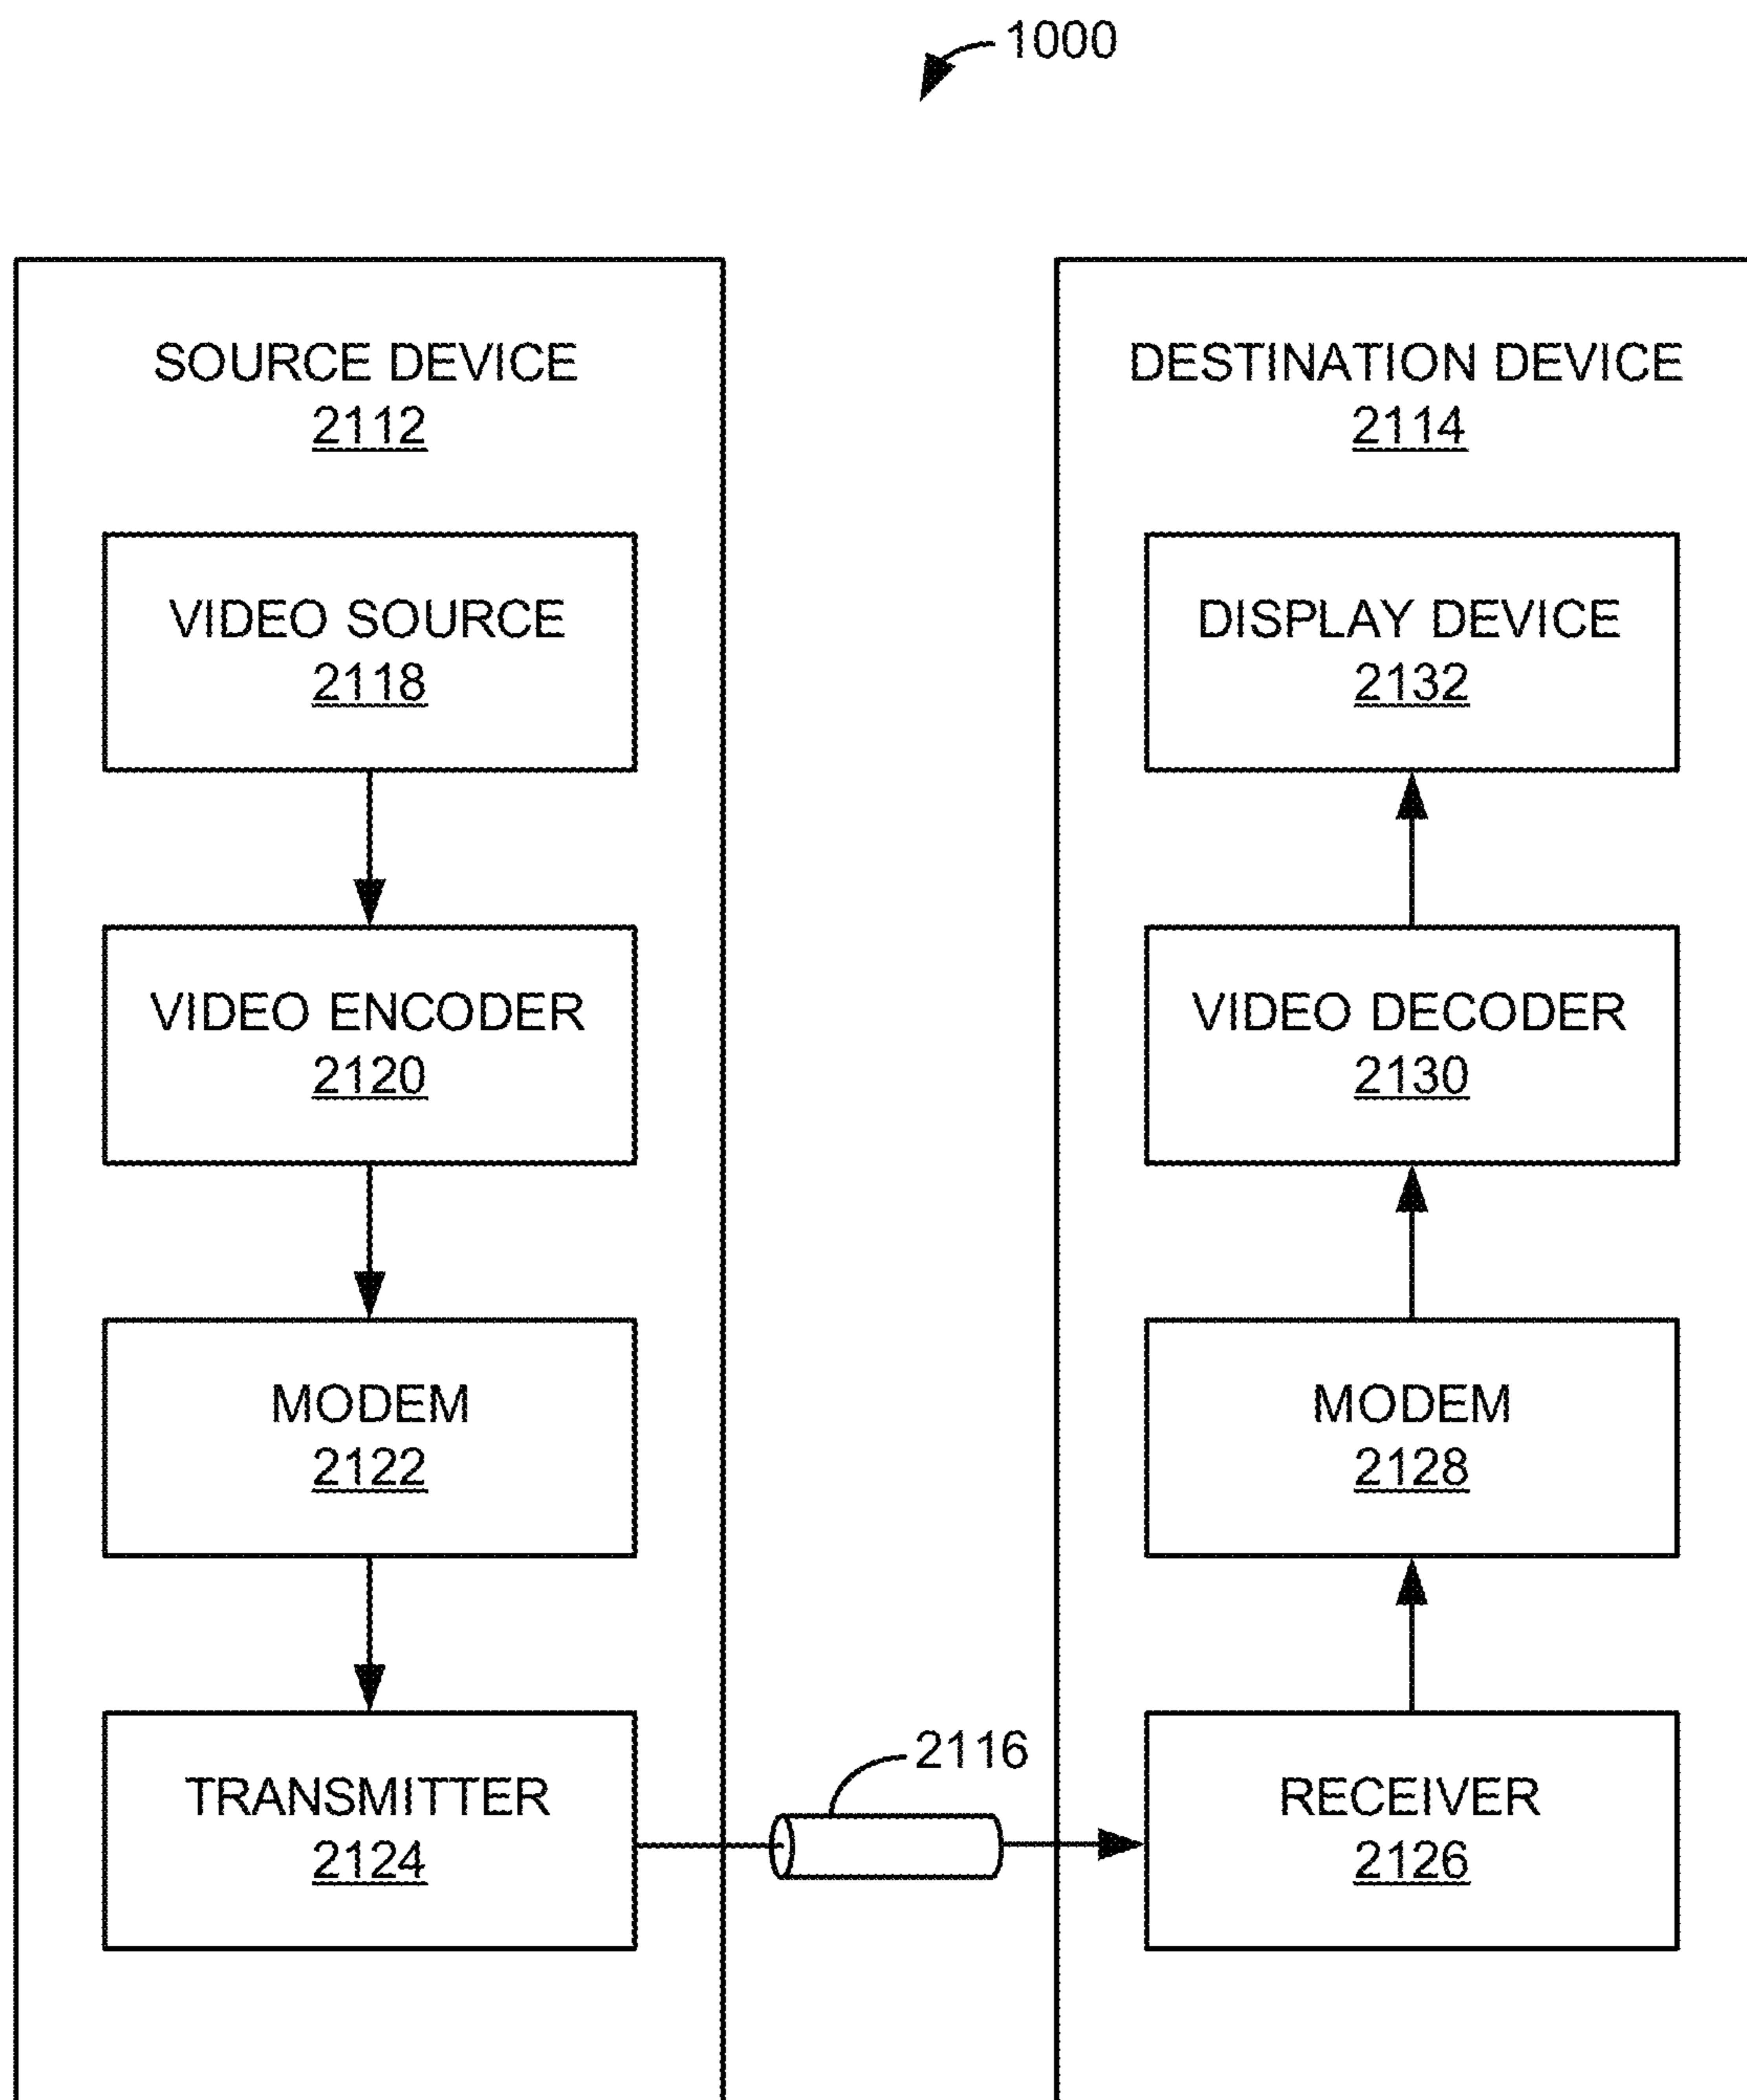 1000
SOURCE DEVICE
2112
VIDEO SOURCE
2118
VIDEO ENCODER
2120
MODEM
2122
TRANSMITTER
2124
2116
DESTINATION DEVICE
2114
DISPLAY DEVICE
2132
VIDEO DECODER
2130
MODEM
2128
RECEIVER
2126